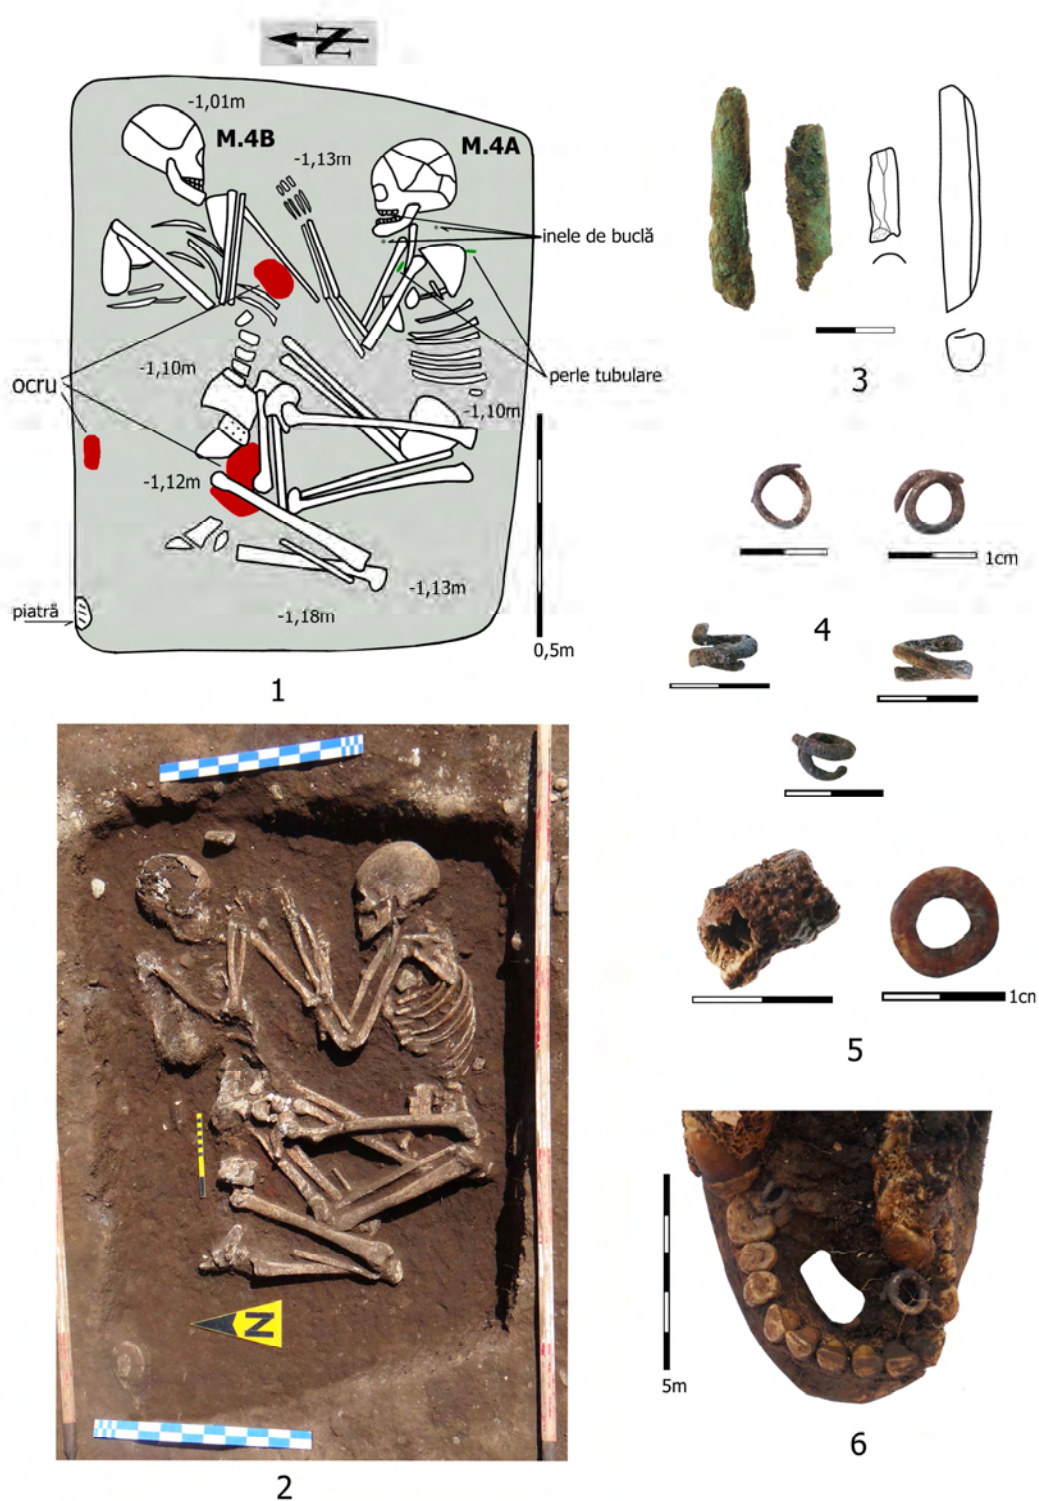 N
-1,01m
M.4B
M.4A
-1,13m
inele de buclă
perle tubulare
ocru
-1,10m
-1,10m
-1,12m
-1,13m
-1,18m
piatră
0,5m
1
N
2
3
1cm
4
1cm
5
5m
6